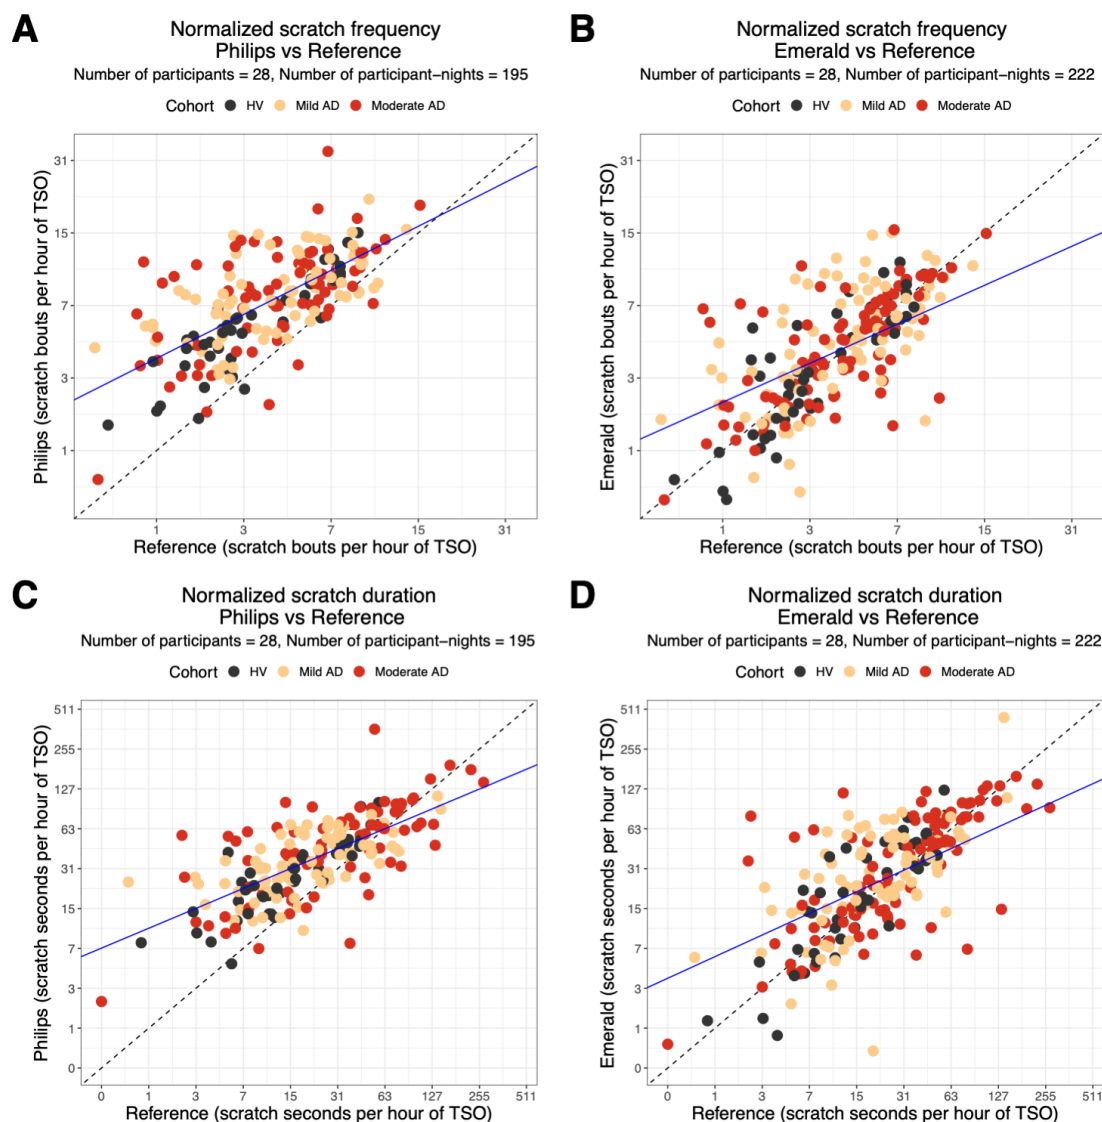 A
Normalized scratch frequency
Philips vs Reference
Number of participants = 28, Number of participant−nights = 195
Cohort HV Mild AD Moderate AD
31
15
7
3
1
Philips (scratch bouts per hour of TSO)
1 3 7 15 31
Reference (scratch bouts per hour of TSO)
B
Normalized scratch frequency
Emerald vs Reference
Number of participants = 28, Number of participant−nights = 222
Cohort HV Mild AD Moderate AD
31
15
7
3
1
Emerald (scratch bouts per hour of TSO)
1 3 7 15 31
Reference (scratch bouts per hour of TSO)
C
Normalized scratch duration
Philips vs Reference
Number of participants = 28, Number of participant−nights = 195
Cohort HV Mild AD Moderate AD
511
255
127
63
31
15
7
3
1
0
Philips (scratch seconds per hour of TSO)
0 1 3 7 15 31 63 127 255 511
Reference (scratch seconds per hour of TSO)
D
Normalized scratch duration
Emerald vs Reference
Number of participants = 28, Number of participant−nights = 222
Cohort HV Mild AD Moderate AD
511
255
127
63
31
15
7
3
1
0
Emerald (scratch seconds per hour of TSO)
0 1 3 7 15 31 63 127 255 511
Reference (scratch seconds per hour of TSO)